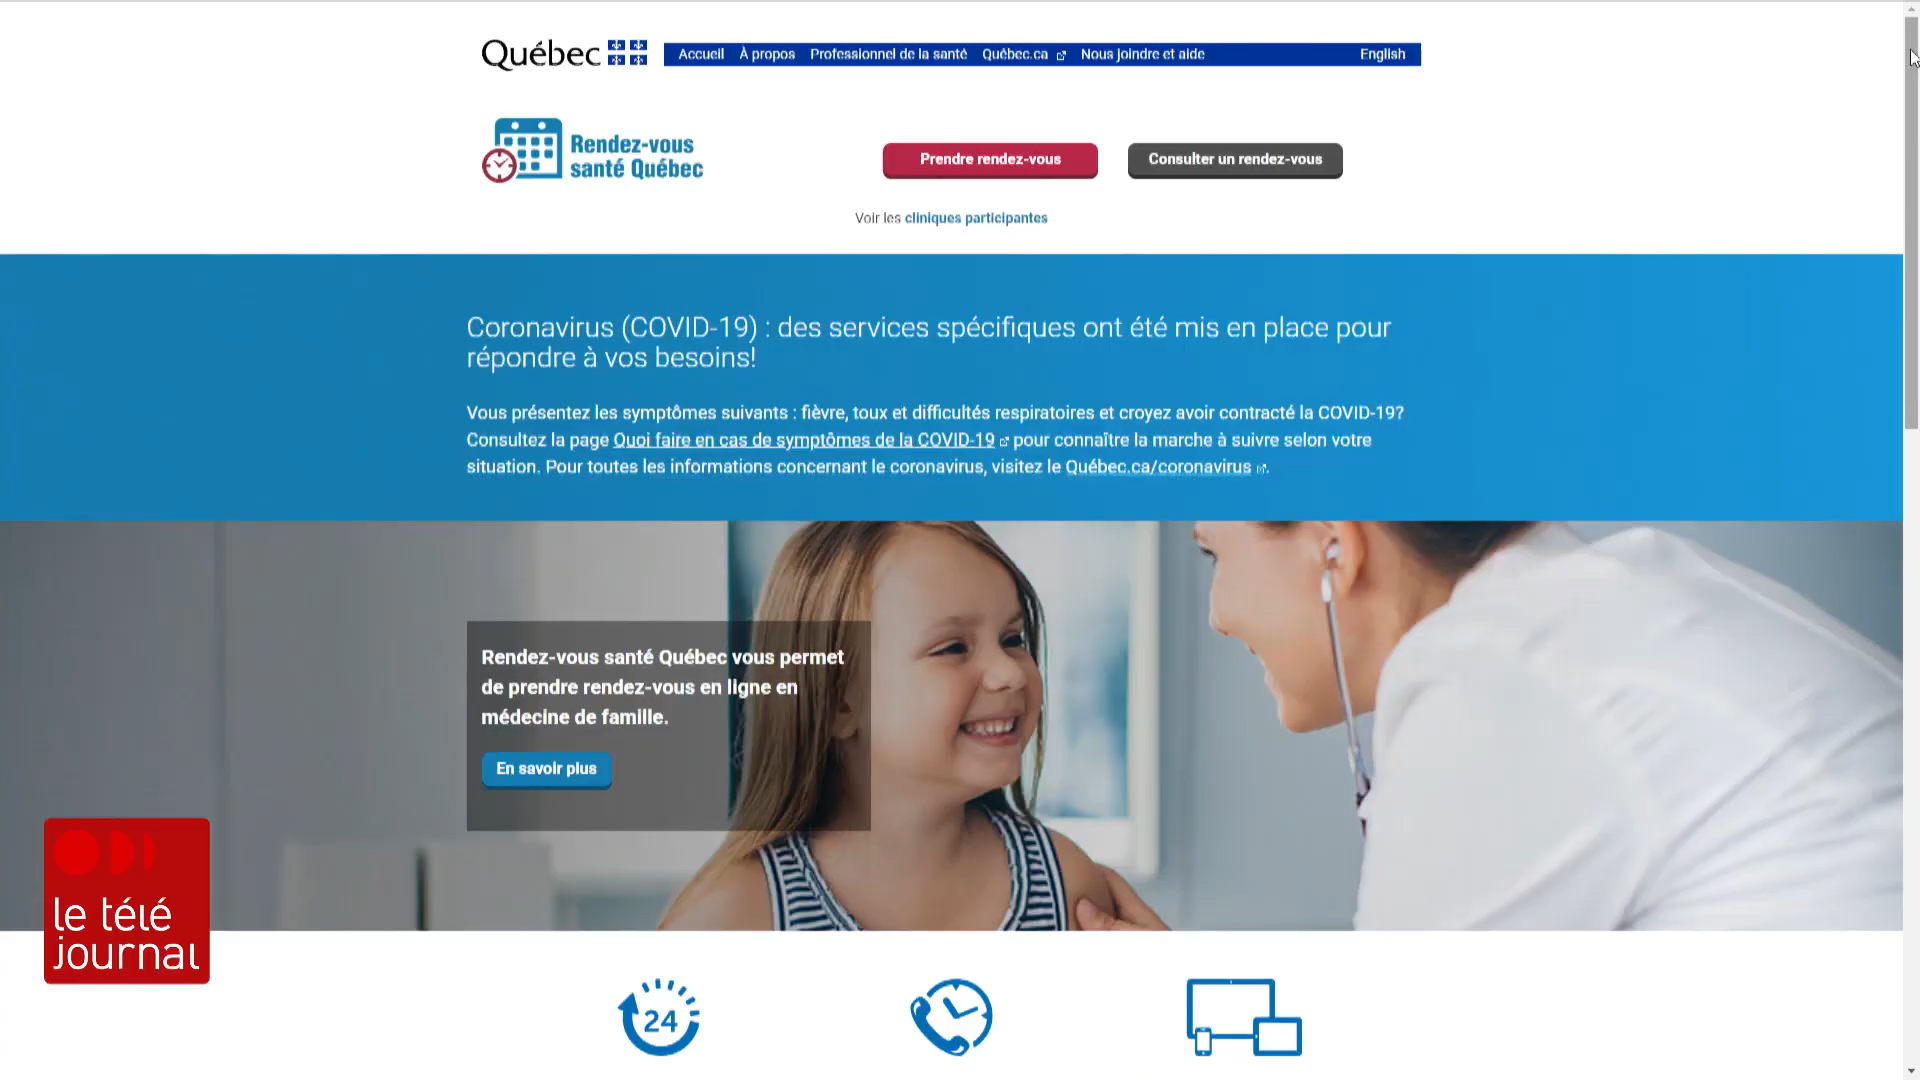 Québec
Accueil À propos Professionnel de la santé Québec.ca Nous joindre et aide English
Rendez-vous
santé Québec
Prendre rendez-vous
Consulter un rendez-vous
Voir les cliniques participantes
Coronavirus (COVID-19) : des services spécifiques ont été mis en place pour
répondre à vos besoins!
Vous présentez les symptômes suivants : fièvre, toux et difficultés respiratoires et croyez avoir contracté la COVID-19?
Consultez la page Quoi faire en cas de symptômes de la COVID-19 pour connaître la marche à suivre selon votre
situation. Pour toutes les informations concernant le coronavirus, visitez le Québec.ca/coronavirus .
Rendez-vous santé Québec vous permet
de prendre rendez-vous en ligne en
médecine de famille.
En savoir plus
le télé
journal
24